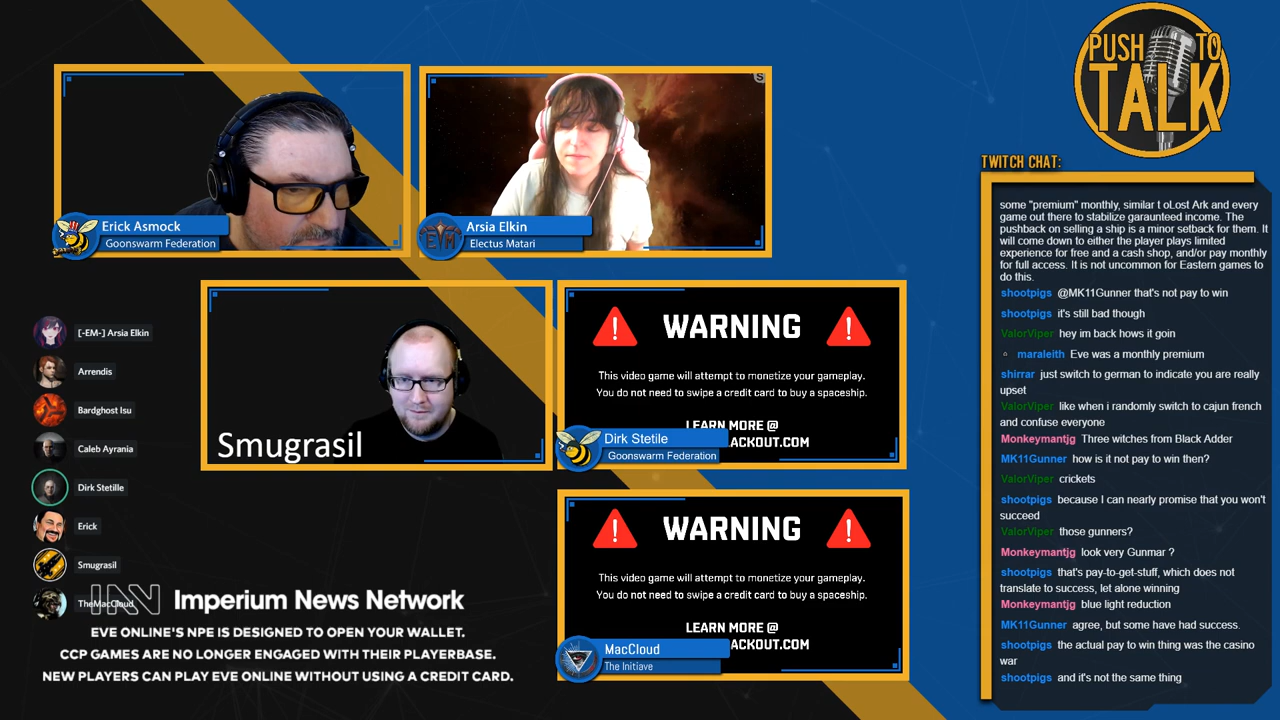 PUSH TO
TALK
TWITCH CHAT:
Erick Asmock
Goonswarm Federation
Arsia Elkin
Electus Matari
EM
S
Smugrasil
WARNING
This video game will attempt to monetize your gameplay.
You do not need to swipe a credit card to buy a spaceship.
LEARN MORE @
ACKOUT.COM
Dirk Stetile
Goonswarm Federation
WARNING
This video game will attempt to monetize your gameplay.
You do not need to swipe a credit card to buy a spaceship.
LEARN MORE @
ACKOUT.COM
MacCloud
The Initiave
[-EM-] Arsia Elkin
Arrendis
Bardghost Isu
Caleb Ayrania
Dirk Stetille
Erick
Smugrasil
TheMacCloud
INN Imperium News Network
EVE ONLINE'S NPE IS DESIGNED TO OPEN YOUR WALLET.
CCP GAMES ARE NO LONGER ENGAGED WITH THEIR PLAYERBASE.
NEW PLAYERS CAN PLAY EVE ONLINE WITHOUT USING A CREDIT CARD.
some "premium" monthly, similar t oLost Ark and every
game out there to stabilize garaunteed income. The
pushback on selling a ship is a minor setback for them. It
will come down to either the player plays limited
experience for free and a cash shop, and/or pay monthly
for full access. It is not uncommon for Eastern games to
do this.
shootpigs @MK11Gunner that's not pay to win
shootpigs it's still bad though
ValorViper hey im back hows it goin
maraleith Eve was a monthly premium
shirrar just switch to german to indicate you are really
upset
ValorViper like when i randomly switch to cajun french
and confuse everyone
Monkeymantjg Three witches from Black Adder
MK11Gunner how is it not pay to win then?
ValorViper crickets
shootpigs because I can nearly promise that you won't
succeed
ValorViper those gunners?
Monkeymantjg look very Gunmar ?
shootpigs that's pay-to-get-stuff, which does not
translate to success, let alone winning
Monkeymantjg blue light reduction
MK11Gunner agree, but some have had success.
shootpigs the actual pay to win thing was the casino
war
shootpigs and it's not the same thing